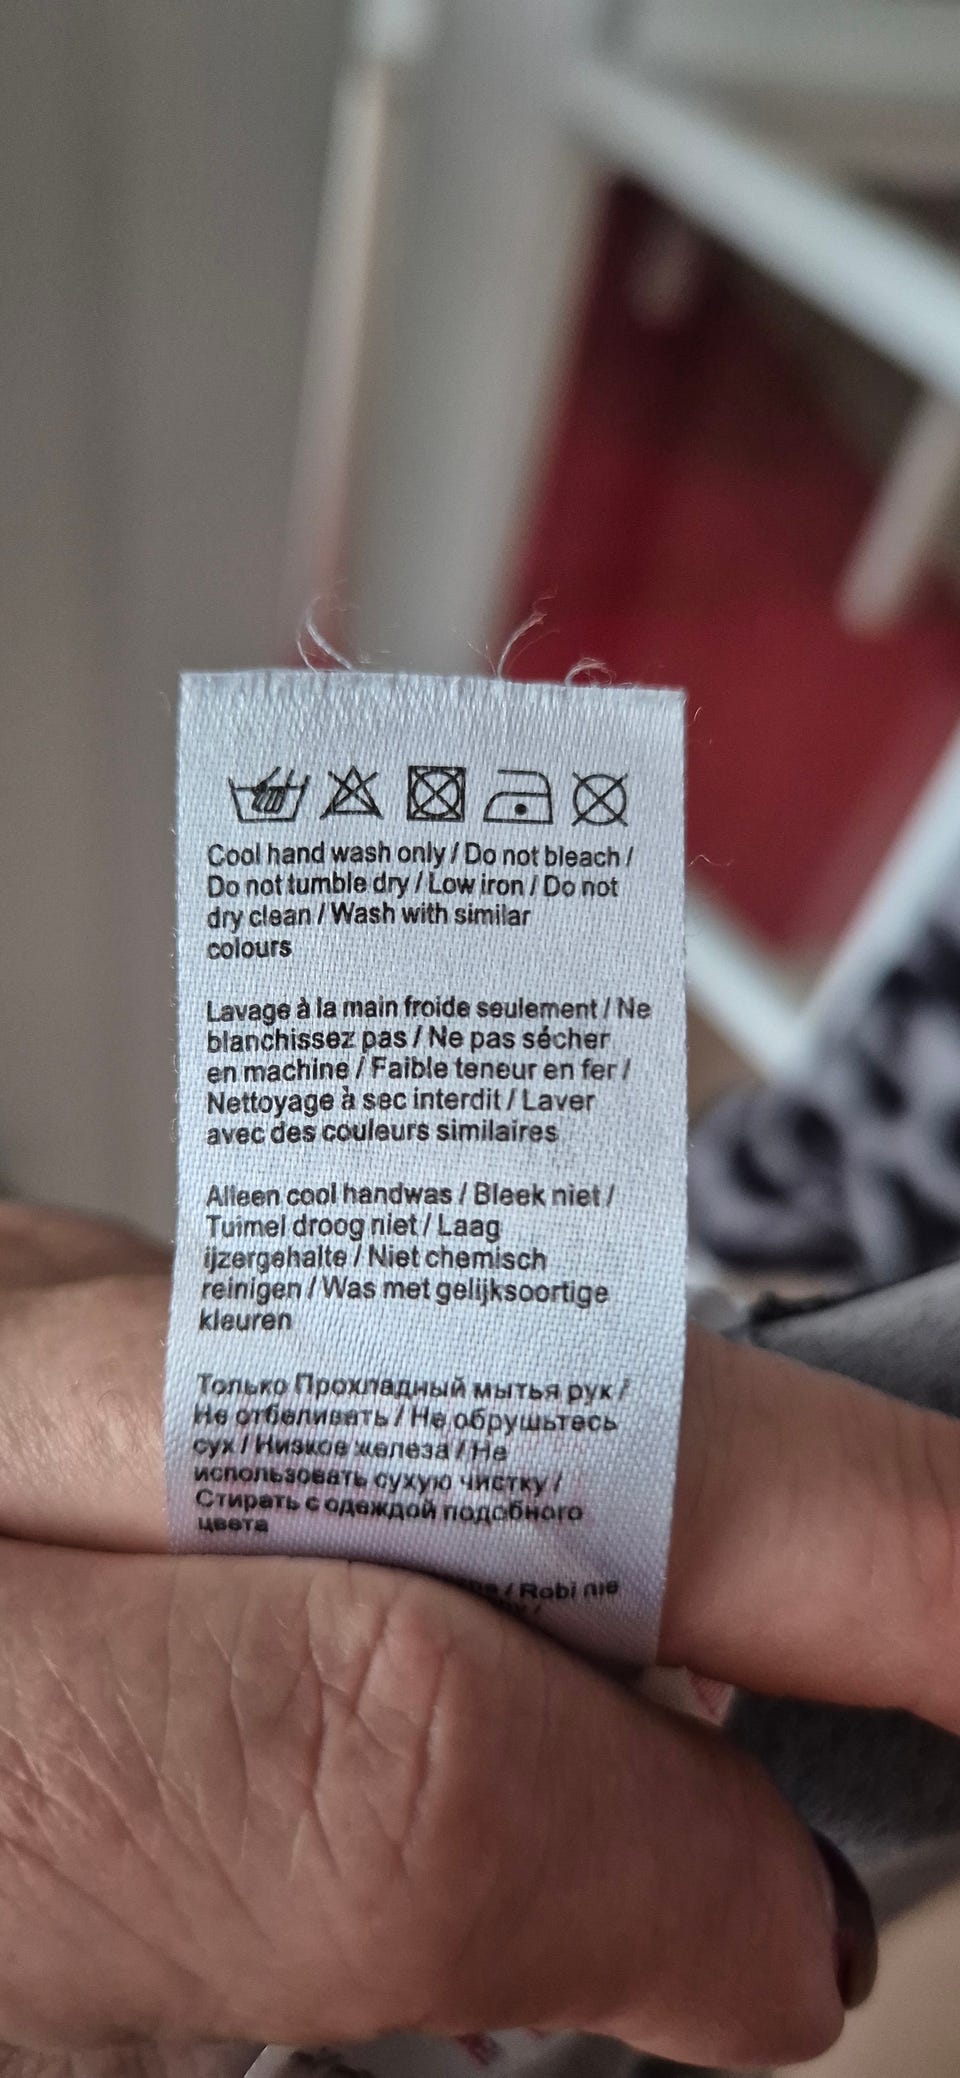 Cool hand wash only / Do not bleach /
Do not tumble dry / Low iron / Do not
dry clean / Wash with similar
colours
Lavage à la main froide seulement / Ne
blanchissez pas / Ne pas sécher
en machine / Faible teneur en fer /
Nettoyage à sec interdit / Laver
avec des couleurs similaires
Alleen cool handwas / Bleek niet /
Tuimel droog niet / Laag
ijzergehalte / Niet chemisch
reinigen / Was met gelijksoortige
kleuren
Только Прохладный мытья рук /
Не отбеливать / Не обрушьтесь
сух / Низкое железа / Не
использовать сухую чистку /
Стирать с одеждой подобного
цвета
/ Robi nie